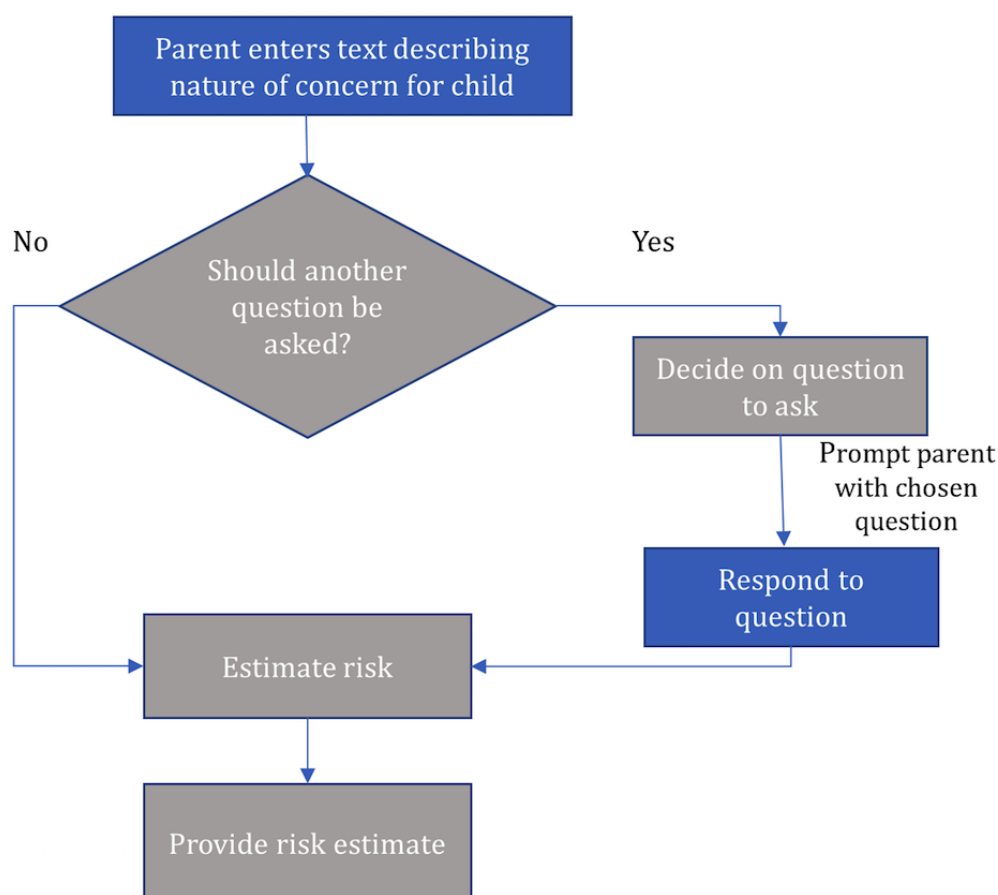 Parent enters text describing
nature of concern for child
No
Yes
Should another
question be
asked?
Decide on question
to ask
Prompt parent
with chosen
question
Respond to
question
Estimate risk
Provide risk estimate